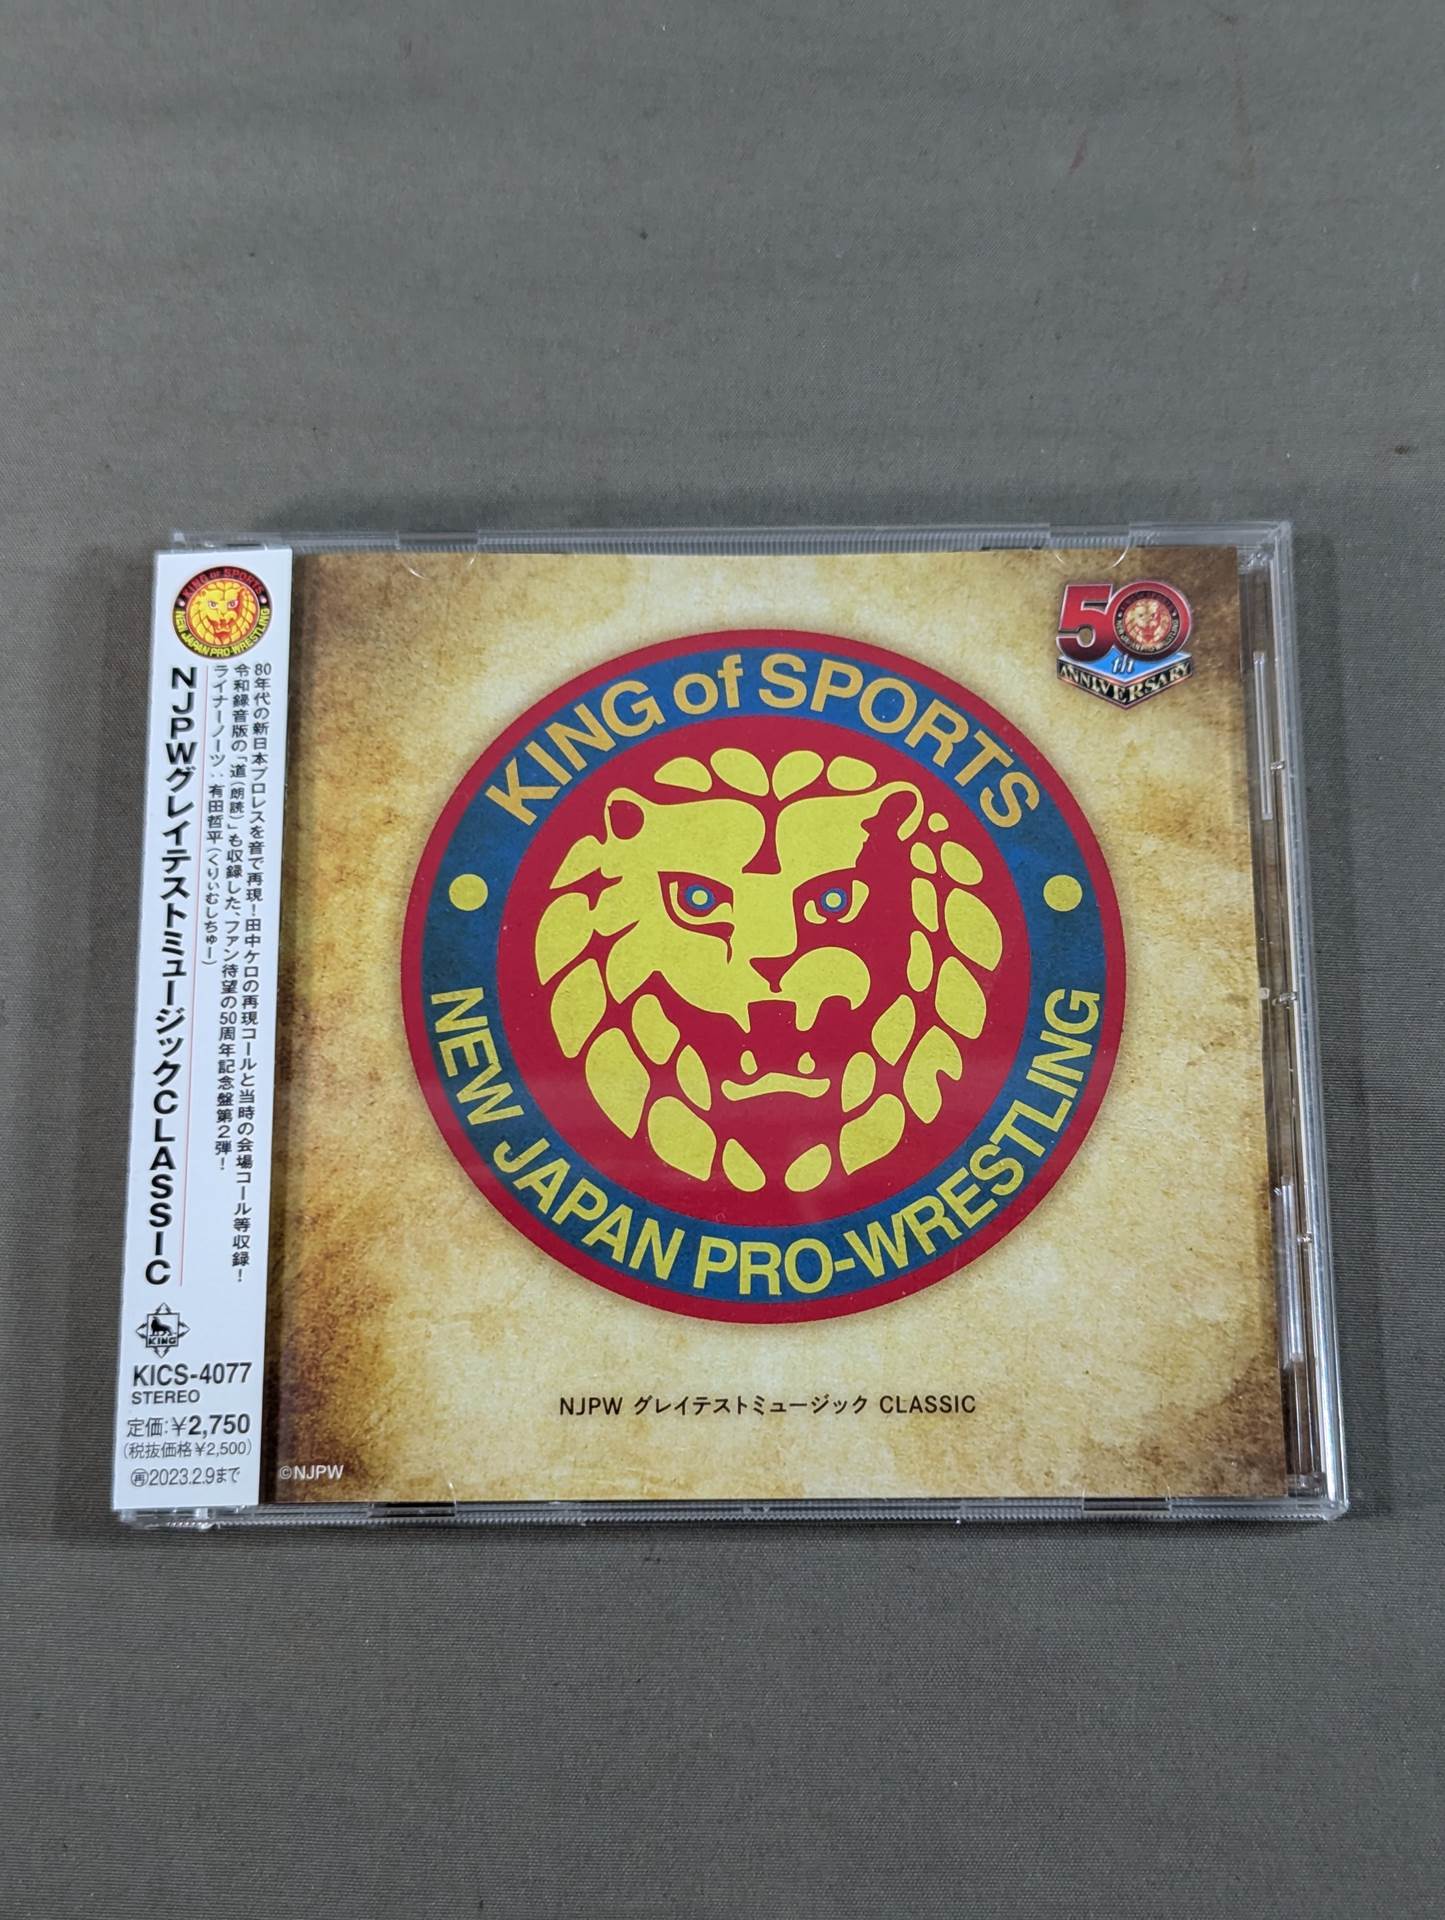 KING of SPORTS
NEW JAPAN PRO-WRESTLING
80年代の新日本プロレスを音で再現！田中ケロの再現コールと当時の会場コール等収録！
令和録音版の「道（朗読）」も収録した、ファン待望の50周年記念盤第2弾！
ライナーノーツ：有田哲平（くりぃむしちゅー）
NJPWグレイテストミュージックCLASSIC
KING
KICS-4077
STEREO
定価:¥2,750
(税抜価格¥2,500)
再2023.2.9まで
50th
ANNIVERSARY
KING of SPORTS
NEW JAPAN PRO-WRESTLING
NJPW グレイテストミュージック CLASSIC
©NJPW